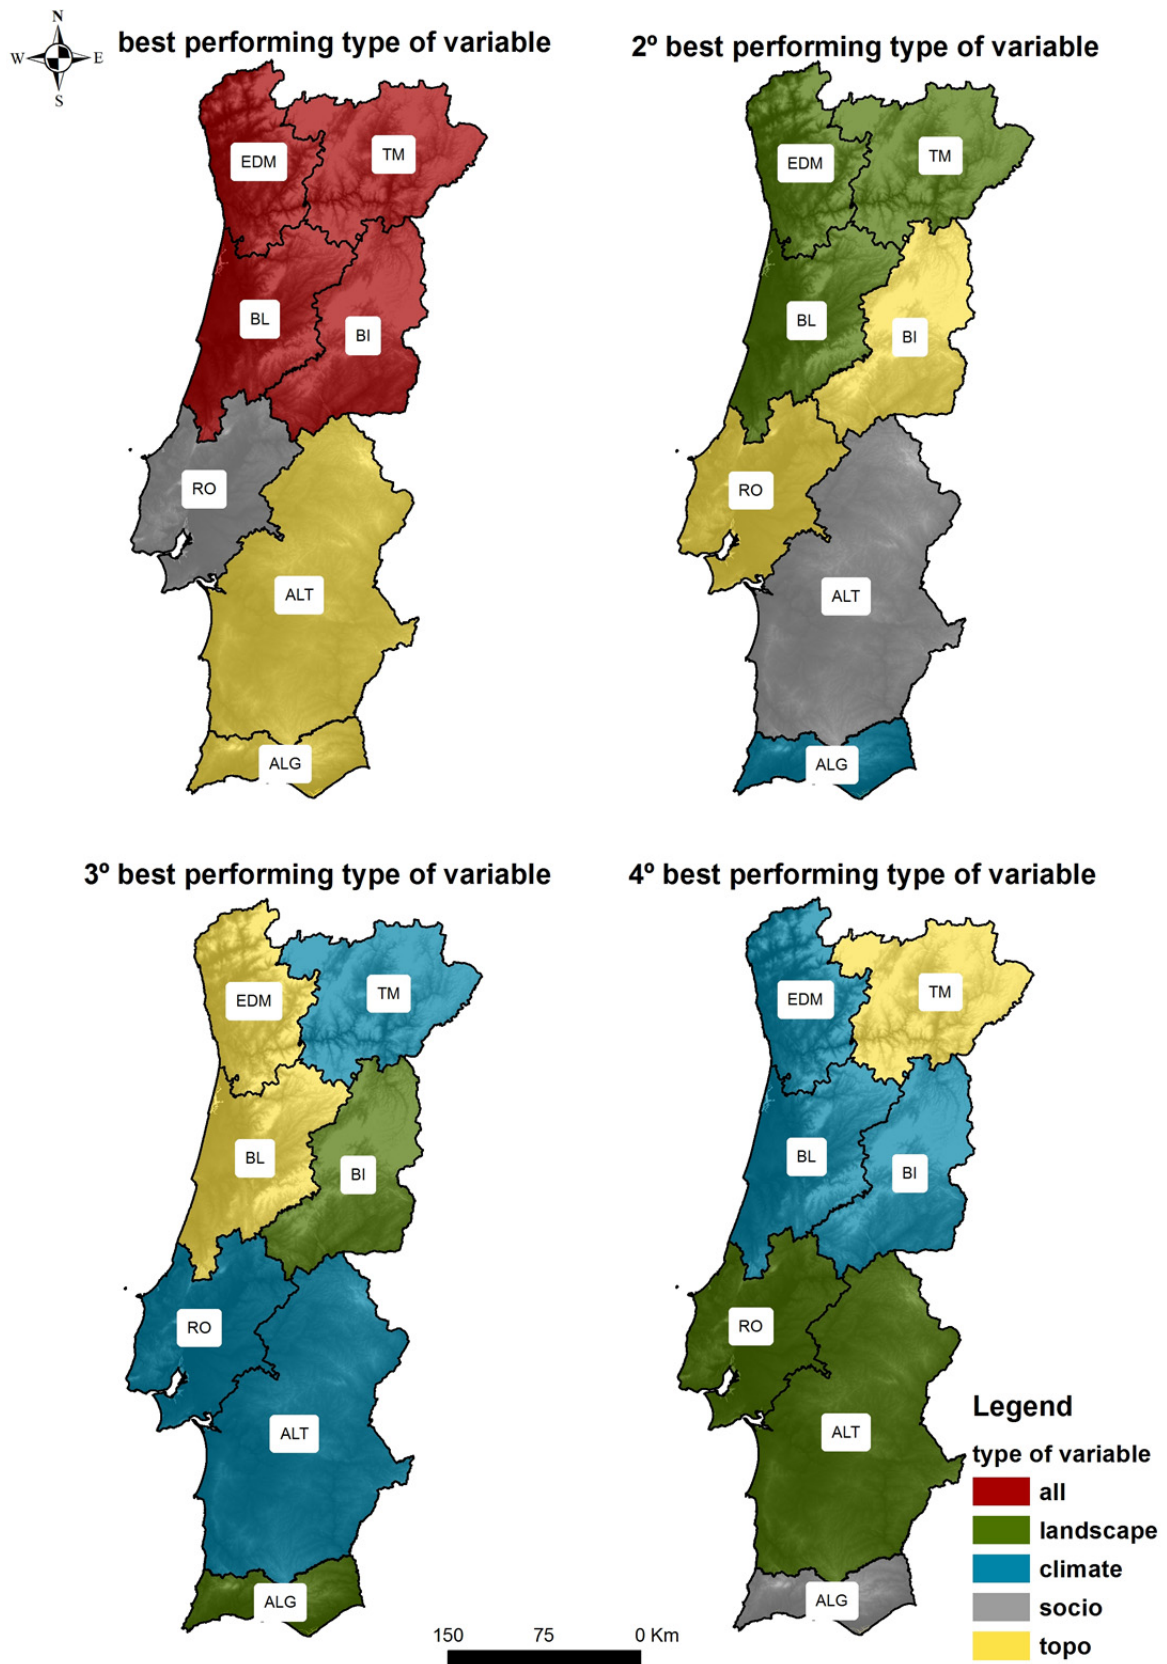 N
W E
S
best performing type of variable
2º best performing type of variable
EDM
TM
BL
BI
RO
ALT
ALG
EDM
TM
BL
BI
RO
ALT
ALG
3º best performing type of variable
4º best performing type of variable
EDM
TM
BL
BI
RO
ALT
ALG
EDM
TM
BL
BI
RO
ALT
ALG
Legend
type of variable
all
landscape
climate
socio
topo
150 75 0 Km